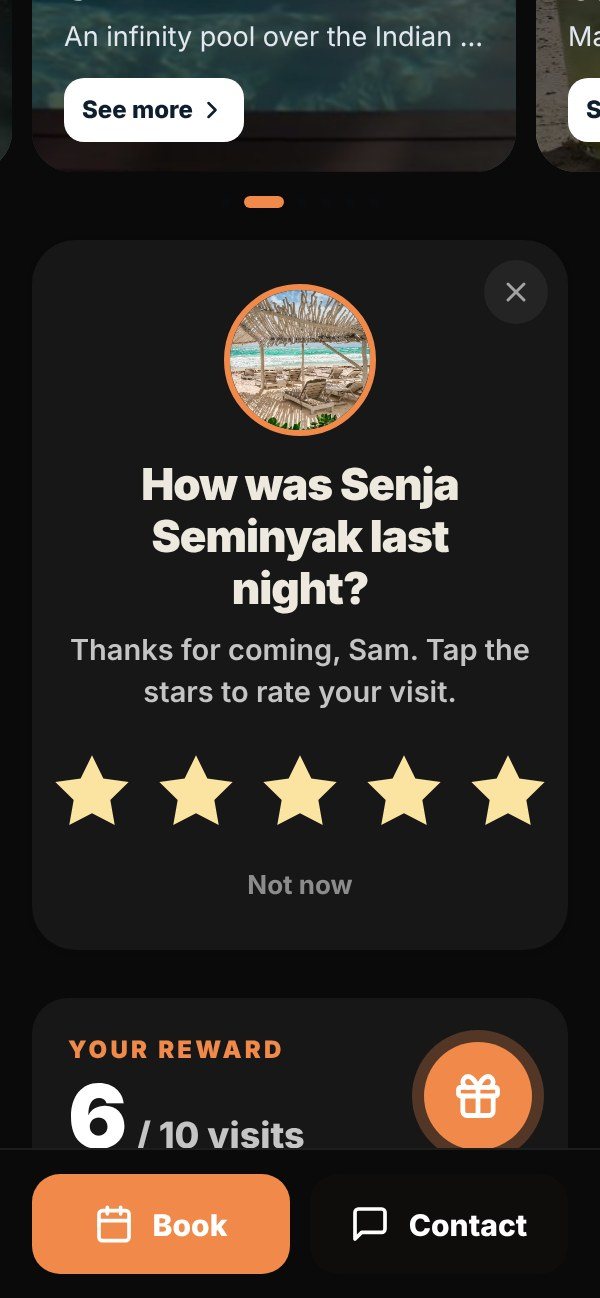 An infinity pool over the Indian ...
Ma
See more
S
How was Senja
Seminyak last
night?
Thanks for coming, Sam. Tap the
stars to rate your visit.
Not now
YOUR REWARD
6 / 10 visits
Book
Contact